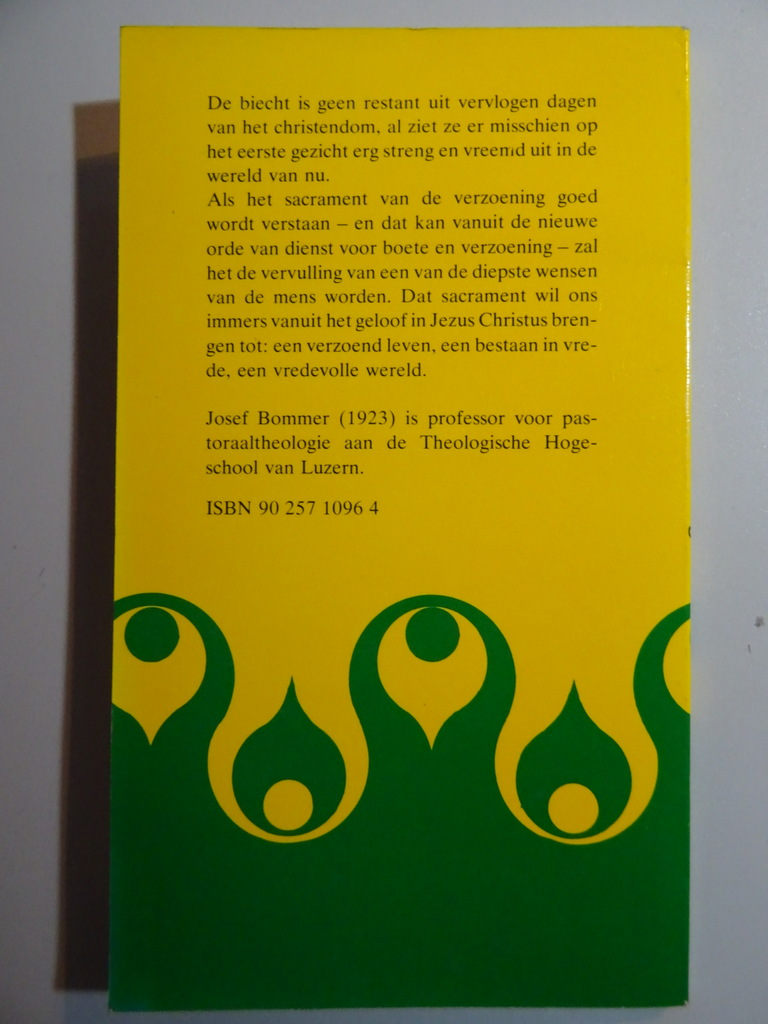 De biecht is geen restant uit vervlogen dagen
van het christendom, al ziet ze er misschien op
het eerste gezicht erg streng en vreemd uit in de
wereld van nu.
Als het sacrament van de verzoening goed
wordt verstaan – en dat kan vanuit de nieuwe
orde van dienst voor boete en verzoening – zal
het de vervulling van een van de diepste wensen
van de mens worden. Dat sacrament wil ons
immers vanuit het geloof in Jezus Christus bren-
gen tot: een verzoend leven, een bestaan in vre-
de, een vredevolle wereld.
Josef Bommer (1923) is professor voor pas-
toraaltheologie aan de Theologische Hoge-
school van Luzern.
ISBN 90 257 1096 4